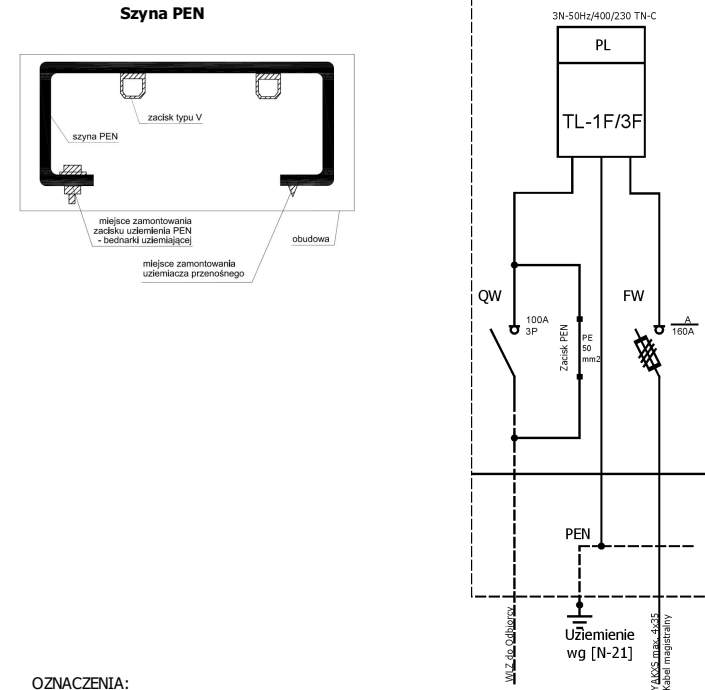 Szyna PEN
zacisk typu V
szyna PEN
miejsce zamontowania
zacisku uziemienia PEN
- bednarki uziemiającej
obudowa
miejsce zamontowania
uziemiacza przenośnego
3N-50Hz/400/230 TN-C
PL
TL-1F/3F
QW
100A
3P
Zacisk PEN
PE
50
mm2
FW
A
160A
PEN
Uziemienie
wg [N-21]
WLZ do Odbiorcy
YAKXS max. 4x35
Kabel magistralny
OZNACZENIA: